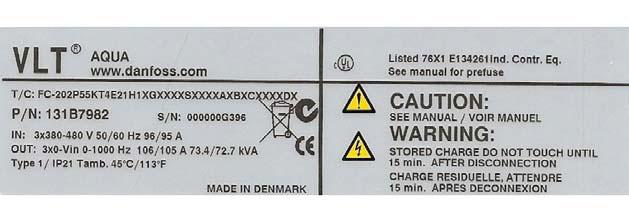 VLT® AQUA
www.danfoss.com
T/C: FC-202P55KT4E21H1XGXXXXSXXXXAXBXCXXXXDX
P/N: 131B7982 S/N: 000000G396
IN: 3x380-480 V 50/60 Hz 96/95 A
OUT: 3x0-Vin 0-1000 Hz 106/105 A 73.4/72.7 kVA
Type 1/ IP21 Tamb. 45°C/113°F
MADE IN DENMARK
c UL Listed 76X1 E134261Ind. Contr. Eq.
See manual for prefuse
CAUTION:
SEE MANUAL / VOIR MANUEL
WARNING:
STORED CHARGE DO NOT TOUCH UNTIL
15 min. AFTER DISCONNECTION
CHARGE RESIDUELLE, ATTENDRE
15 min. APRES DECONNEXION